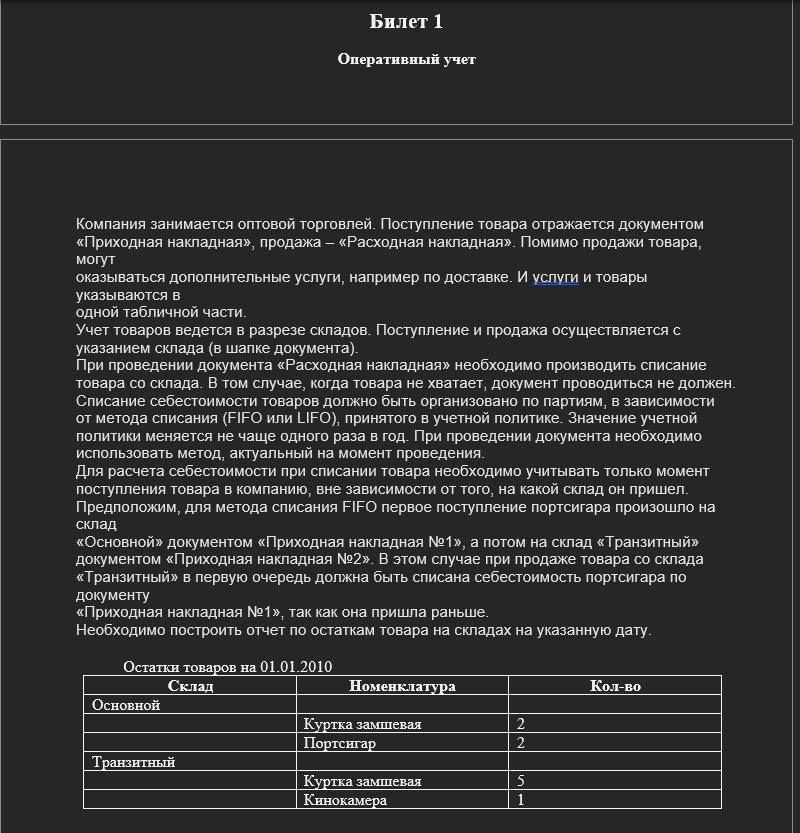 Билет 1
Оперативный учет
Компания занимается оптовой торговлей. Поступление товара отражается документом
«Приходная накладная», продажа – «Расходная накладная». Помимо продажи товара,
могут
оказываться дополнительные услуги, например по доставке. И услуги и товары
указываются в
одной табличной части.
Учет товаров ведется в разрезе складов. Поступление и продажа осуществляется с
указанием склада (в шапке документа).
При проведении документа «Расходная накладная» необходимо производить списание
товара со склада. В том случае, когда товара не хватает, документ проводиться не должен.
Списание себестоимости товаров должно быть организовано по партиям, в зависимости
от метода списания (FIFO или LIFO), принятого в учетной политике. Значение учетной
политики меняется не чаще одного раза в год. При проведении документа необходимо
использовать метод, актуальный на момент проведения.
Для расчета себестоимости при списании товара необходимо учитывать только момент
поступления товара в компанию, вне зависимости от того, на какой склад он пришел.
Предположим, для метода списания FIFO первое поступление портсигара произошло на
склад
«Основной» документом «Приходная накладная №1», а потом на склад «Транзитный»
документом «Приходная накладная №2». В этом случае при продаже товара со склада
«Транзитный» в первую очередь должна быть списана себестоимость портсигара по
документу
«Приходная накладная №1», так как она пришла раньше.
Необходимо построить отчет по остаткам товара на складах на указанную дату.
Остатки товаров на 01.01.2010
Склад Номенклатура Кол-во
Основной
Куртка замшевая 2
Портсигар 2
Транзитный
Куртка замшевая 5
Кинокамера 1